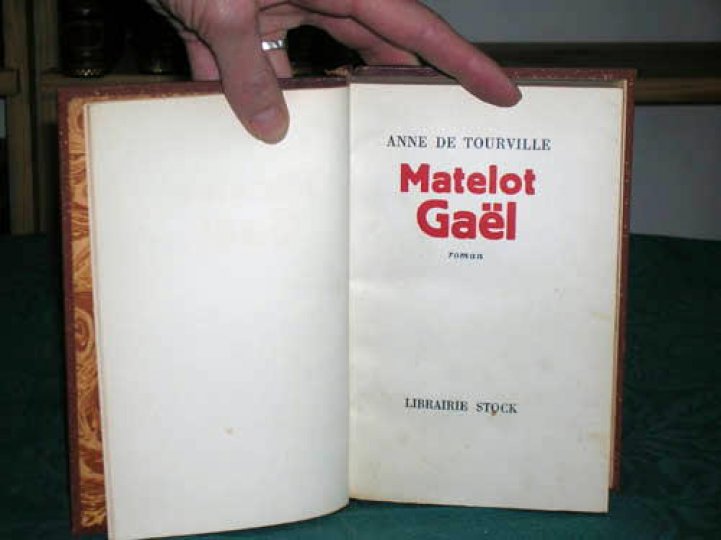 ANNE DE TOURVILLE
Matelot
Gaël
roman
LIBRAIRIE STOCK